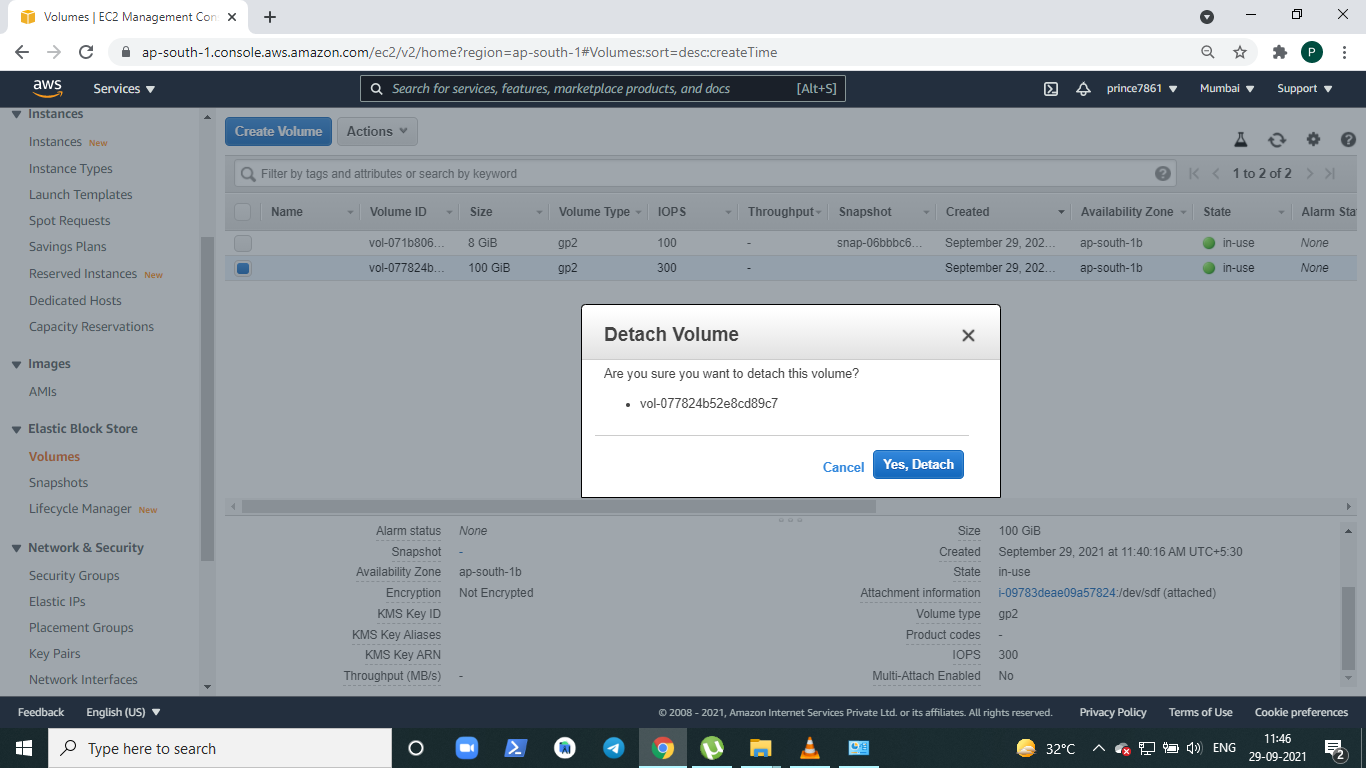 Volumes | EC2 Management Con
ap-south-1.console.aws.amazon.com/ec2/v2/home?region=ap-south-1#Volumes:sort=desc:createTime
P
aws Services Search for services, features, marketplace products, and docs [Alt+S] prince7861 Mumbai Support
Instances
Instances New
Instance Types
Launch Templates
Spot Requests
Savings Plans
Reserved Instances New
Dedicated Hosts
Capacity Reservations
Images
AMIs
Elastic Block Store
Volumes
Snapshots
Lifecycle Manager New
Network & Security
Security Groups
Elastic IPs
Placement Groups
Key Pairs
Network Interfaces
Create Volume Actions
Filter by tags and attributes or search by keyword 1 to 2 of 2
Name Volume ID Size Volume Type IOPS Throughput Snapshot Created Availability Zone State Alarm Sta
vol-071b806... 8 GiB gp2 100 - snap-06bbbc6... September 29, 202... ap-south-1b in-use None
vol-077824b... 100 GiB gp2 300 - September 29, 202... ap-south-1b in-use None
Detach Volume
Are you sure you want to detach this volume?
• vol-077824b52e8cd89c7
Cancel Yes, Detach
Alarm status None Size 100 GiB
Snapshot - Created September 29, 2021 at 11:40:16 AM UTC+5:30
Availability Zone ap-south-1b State in-use
Encryption Not Encrypted Attachment information i-09783deae09a57824:/dev/sdf (attached)
KMS Key ID Volume type gp2
KMS Key Aliases Product codes -
KMS Key ARN IOPS 300
Throughput (MB/s) - Multi-Attach Enabled No
Feedback English (US) © 2008 - 2021, Amazon Internet Services Private Ltd. or its affiliates. All rights reserved. Privacy Policy Terms of Use Cookie preferences
Type here to search 32°C ENG 11:46
29-09-2021 2